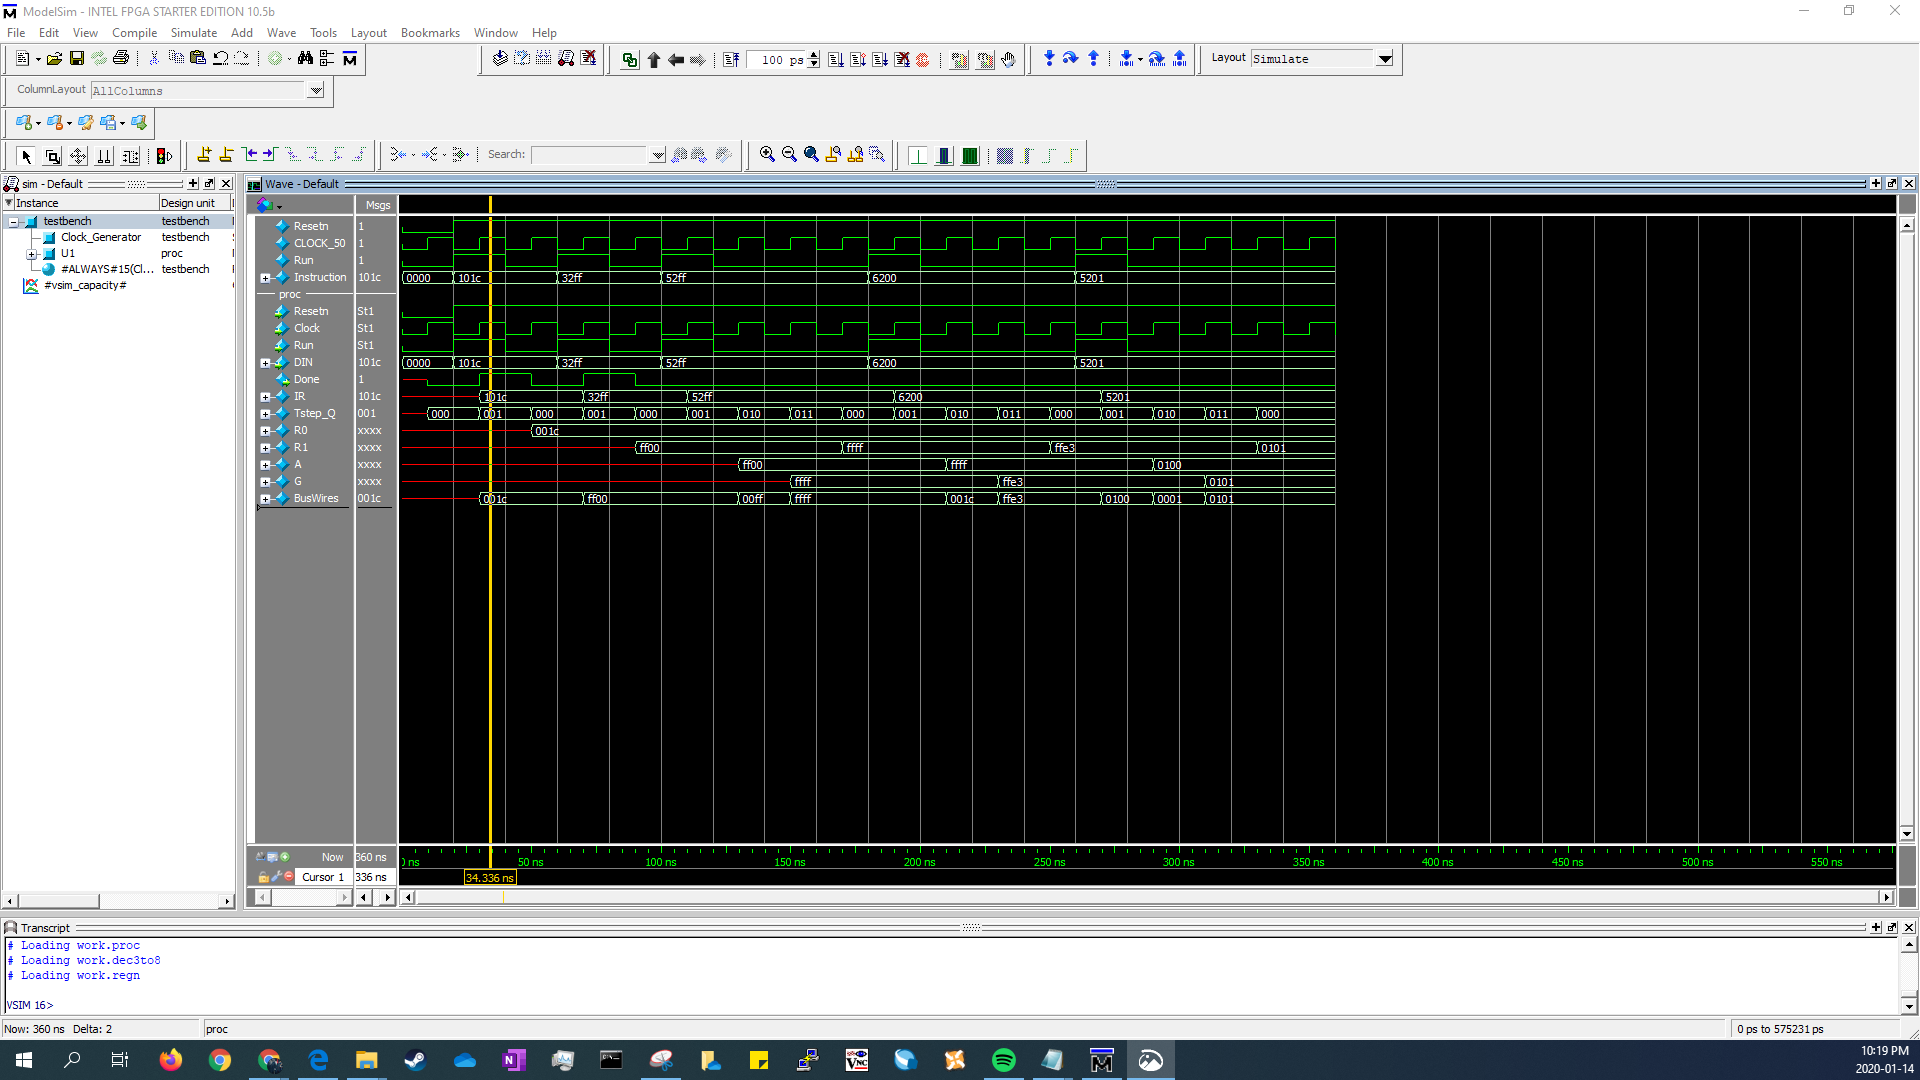 ModelSim - INTEL FPGA STARTER EDITION 10.5b
File Edit View Compile Simulate Add Wave Tools Layout Bookmarks Window Help
100 ps
Layout Simulate
ColumnLayout AllColumns
Search:
sim - Default
Wave - Default
Instance Design unit
Msgs
testbench testbench
Clock_Generator testbench
U1 proc
#ALWAYS#15(Cl... testbench
#vsim_capacity#
Resetn 1
CLOCK_50 1
Run 1
Instruction 101c 0000 101c 32ff 52ff 6200 5201
proc
Resetn St1
Clock St1
Run St1
DIN 101c 0000 101c 32ff 52ff 6200 5201
Done 1
IR 101c 101c 32ff 52ff 6200 5201
Tstep_Q 001 000 001 000 001 000 001 010 011 000 001 010 011 000 001 010 011 000
R0 xxxx 001c
R1 xxxx ff00 ffff ffe3 0101
A xxxx ff00 ffff 0100
G xxxx ffff ffe3 0101
BusWires 001c 001c ff00 00ff ffff 001c ffe3 0100 0001 0101
Now 360 ns
0 ns 50 ns 100 ns 150 ns 200 ns 250 ns 300 ns 350 ns 400 ns 450 ns 500 ns 550 ns
Cursor 1 336 ns 34.336 ns
Transcript
# Loading work.proc
# Loading work.dec3to8
# Loading work.regn
VSIM 16>
Now: 360 ns Delta: 2 proc 0 ps to 575231 ps
10:19 PM
2020-01-14